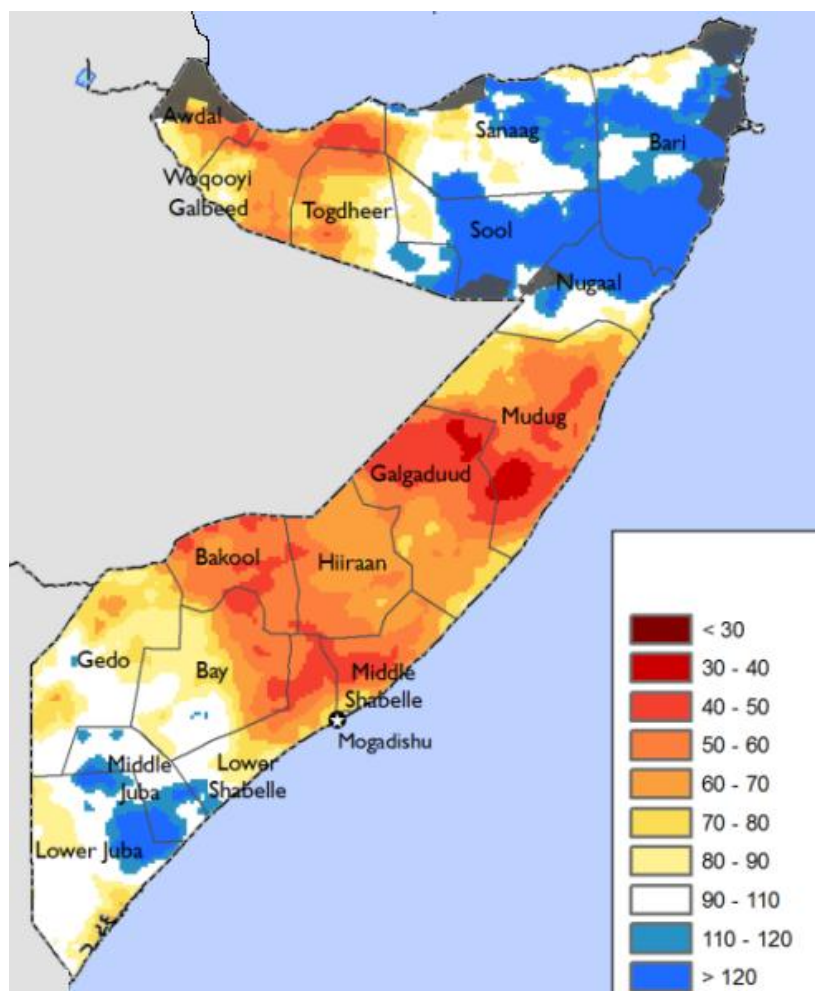 Awdal
Sanaag
Bari
Woqooyi
Galbeed
Togdheer
Sool
Nugaal
Mudug
Galgaduud
Bakool
Hiiraan
Gedo
Bay
Middle
Shabelle
Mogadishu
Middle
Juba
Lower
Shabelle
Lower Juba
< 30
30 - 40
40 - 50
50 - 60
60 - 70
70 - 80
80 - 90
90 - 110
110 - 120
> 120